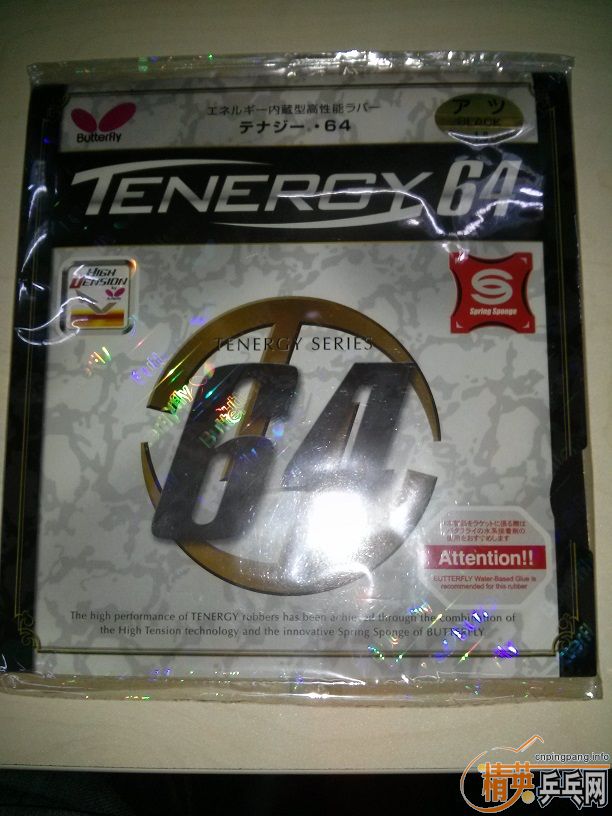 Butterfly
エネルギー内蔵型高性能ラバー
テナジー・64
アツ
BLACK
TENERGY 64
HIGH
TENSION
Spring Sponge
TENERGY SERIES
64
Attention!!
BUTTERFLY Water-Based Glue is
recommended for this rubber
The high performance of TENERGY rubbers has been achieved through the combination of
the High Tension technology and the innovative Spring Sponge of BUTTERFLY.
cnpingpang.info
精英乒乓网